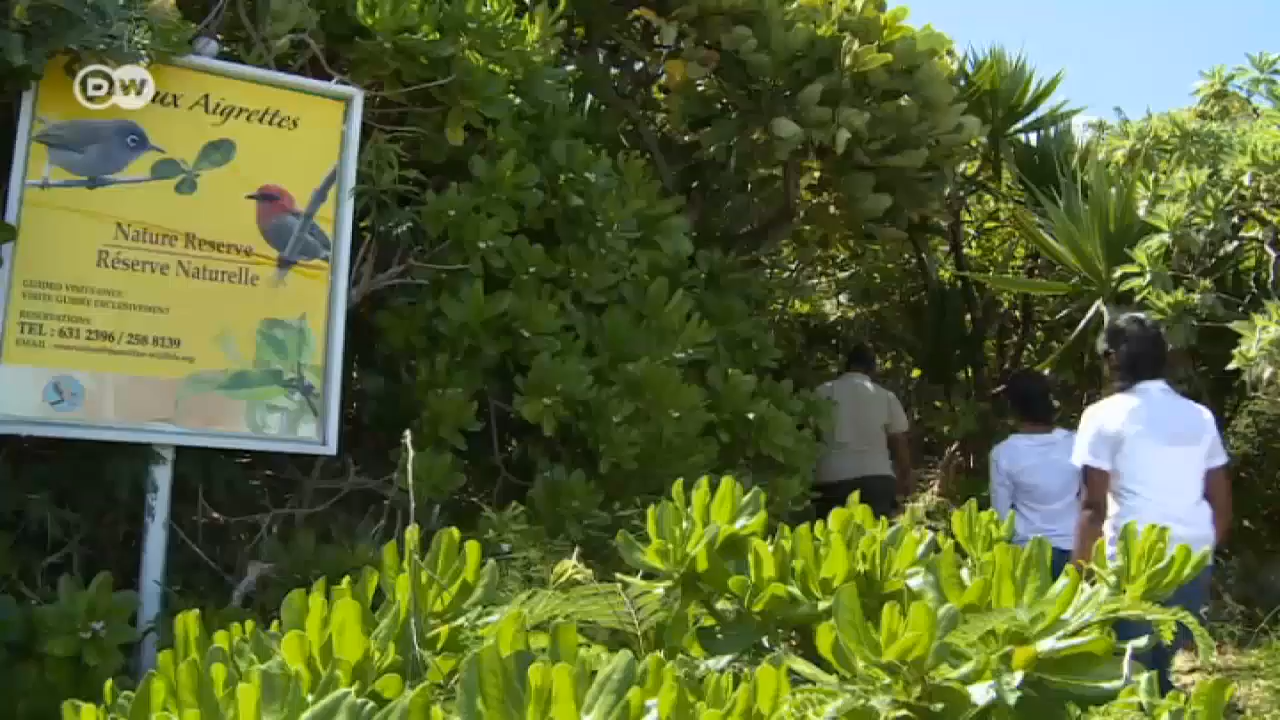 DW
ux Aigrettes
Nature Reserve
Réserve Naturelle
GUIDED VISITS ONLY
VISITE GUIDÉE EXCLUSIVEMENT
RESERVATIONS
TEL : 631 2396 / 258 8139
EMAIL :